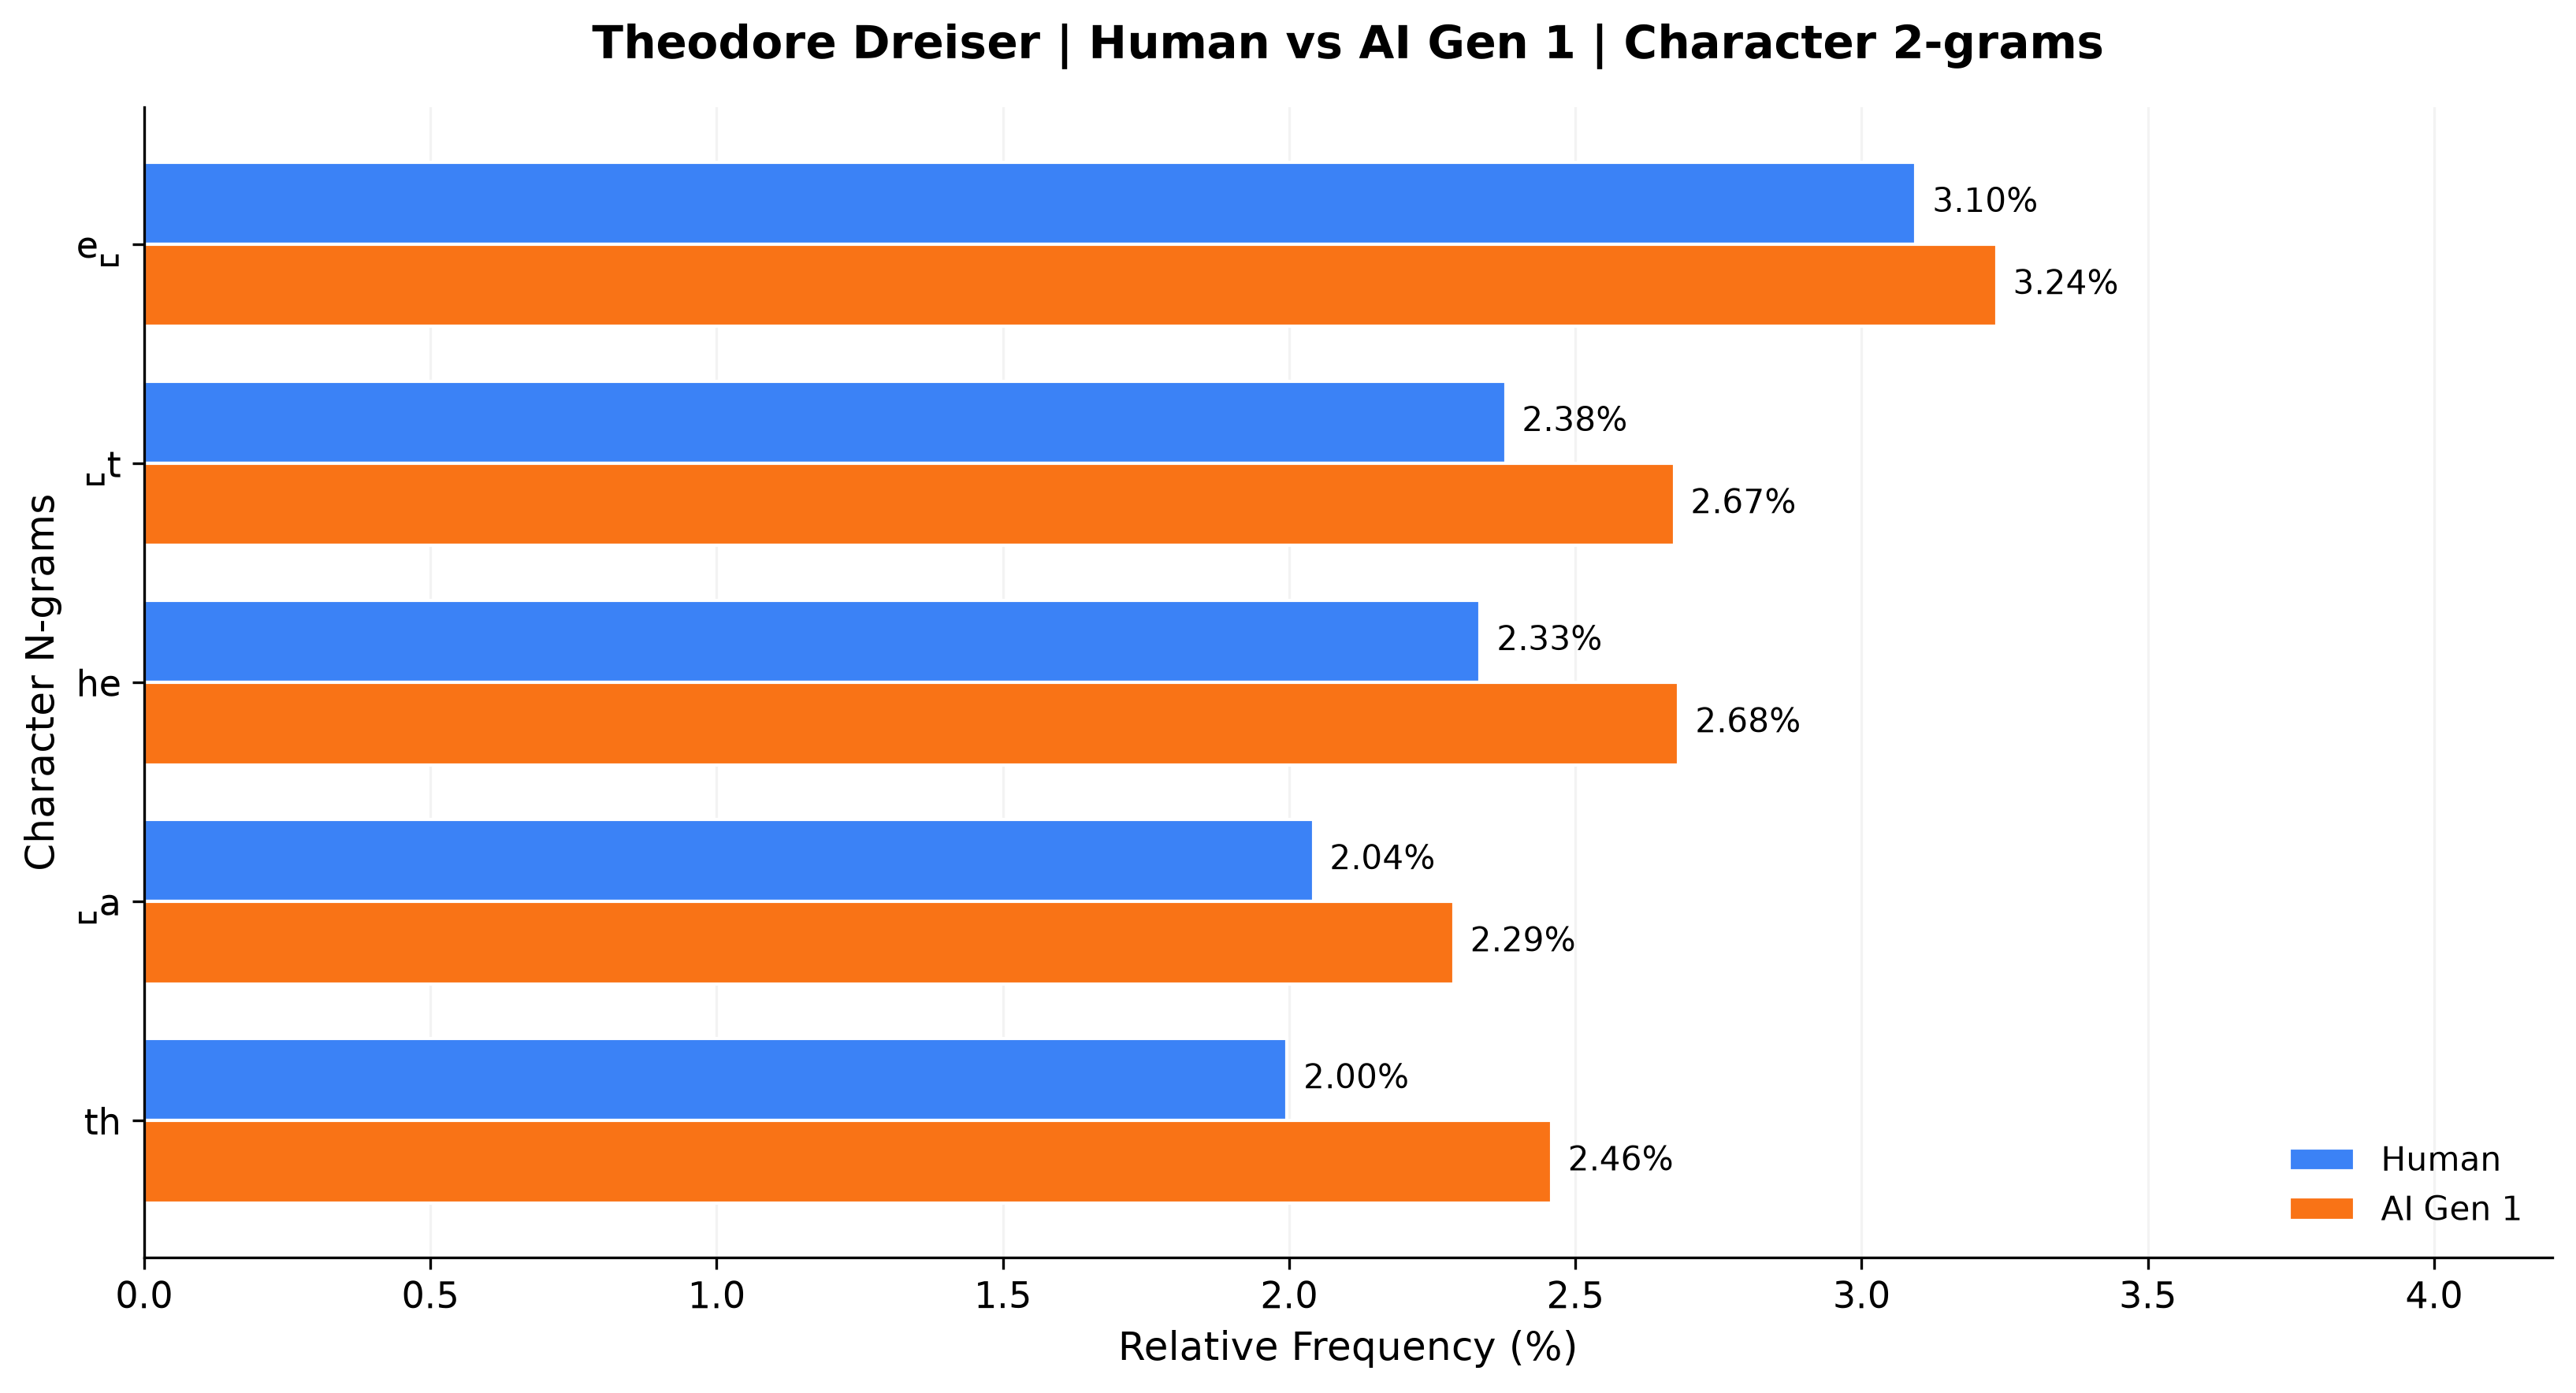 Theodore Dreiser | Human vs AI Gen 1 | Character 2-grams
Character N-grams
e␣
3.10%
3.24%
␣t
2.38%
2.67%
he
2.33%
2.68%
␣a
2.04%
2.29%
th
2.00%
2.46%
Human
AI Gen 1
0.0 0.5 1.0 1.5 2.0 2.5 3.0 3.5 4.0
Relative Frequency (%)